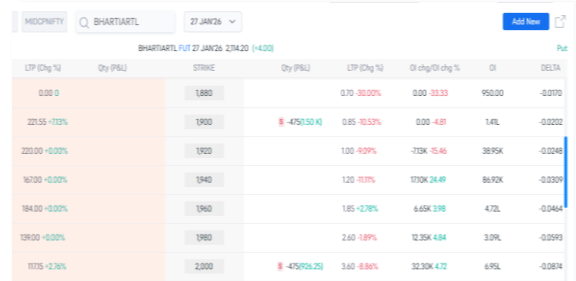 MIDCPNIFTY BHARTIARTL 27 JAN'26 Add New
BHARTIARTL FUT 27 JAN'26 2,114.20 (+4.00) Put
LTP (Chg %) Qty (P&L) STRIKE Qty (P&L) LTP (Chg %) OI chg/OI chg % OI DELTA
0.00 0 1,880 0.70 -30.00% 0.00 -33.33 950.00 -0.0170
221.55 +7.13% 1,900 S -475(1.50 K) 0.85 -10.53% 0.00 -4.81 1.41L -0.0202
220.00 +0.00% 1,920 1.00 -9.09% -7.13K -15.46 38.95K -0.0248
167.00 +0.00% 1,940 1.20 -11.11% 17.10K 24.49 86.92K -0.0309
184.00 +0.00% 1,960 1.85 +2.78% 6.65K 3.98 4.72L -0.0464
139.00 +0.00% 1,980 2.60 -1.89% 12.35K 4.84 3.09L -0.0593
117.15 +2.76% 2,000 S -475(926.25) 3.60 -8.86% 32.30K 4.72 6.95L -0.0874